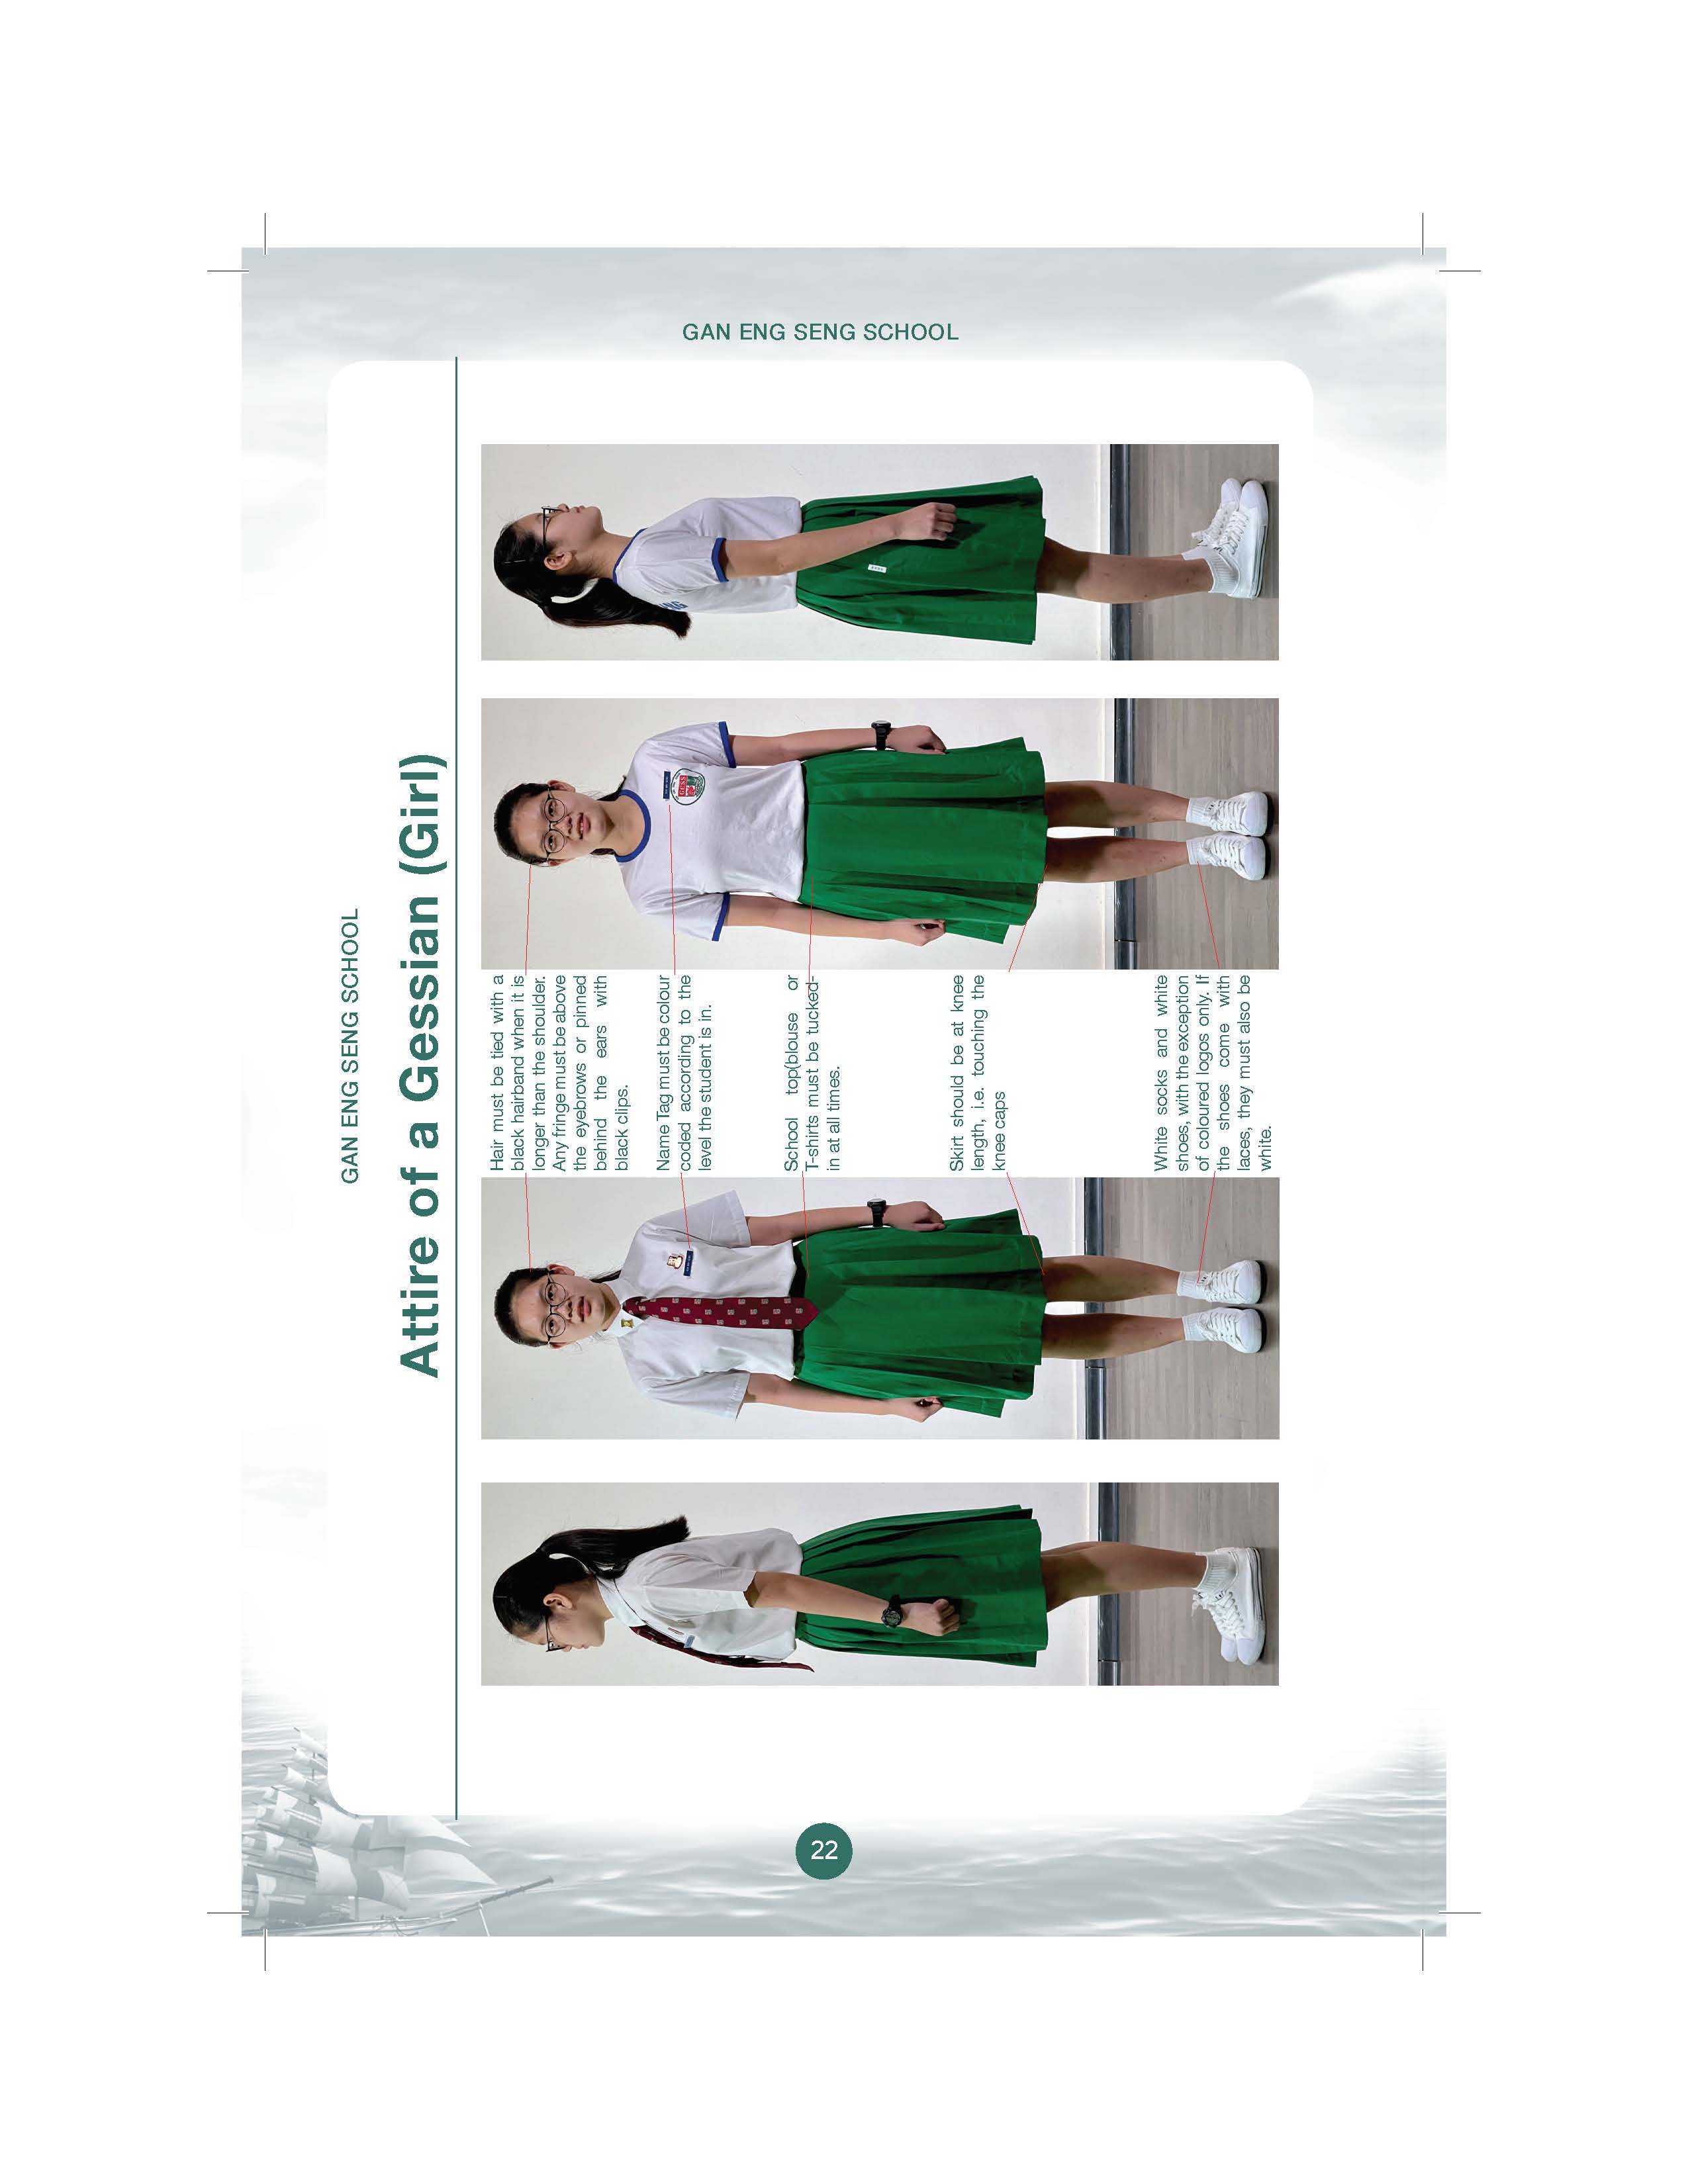 GAN ENG SENG SCHOOL
GAN ENG SENG SCHOOL
Attire of a Gessian (Girl)
Hair must be tied with a
black hairband when it is
longer than the shoulder.
Any fringe must be above
the eyebrows or pinned
behind the ears with
black clips.
Name Tag must be colour
coded according to the
level the student is in.
School top(blouse or
T-shirts must be tucked-
in at all times.
Skirt should be at knee
length, i.e. touching the
knee caps
White socks and white
shoes, with the exception
of coloured logos only. If
the shoes come with
laces, they must also be
white.
GESS
22